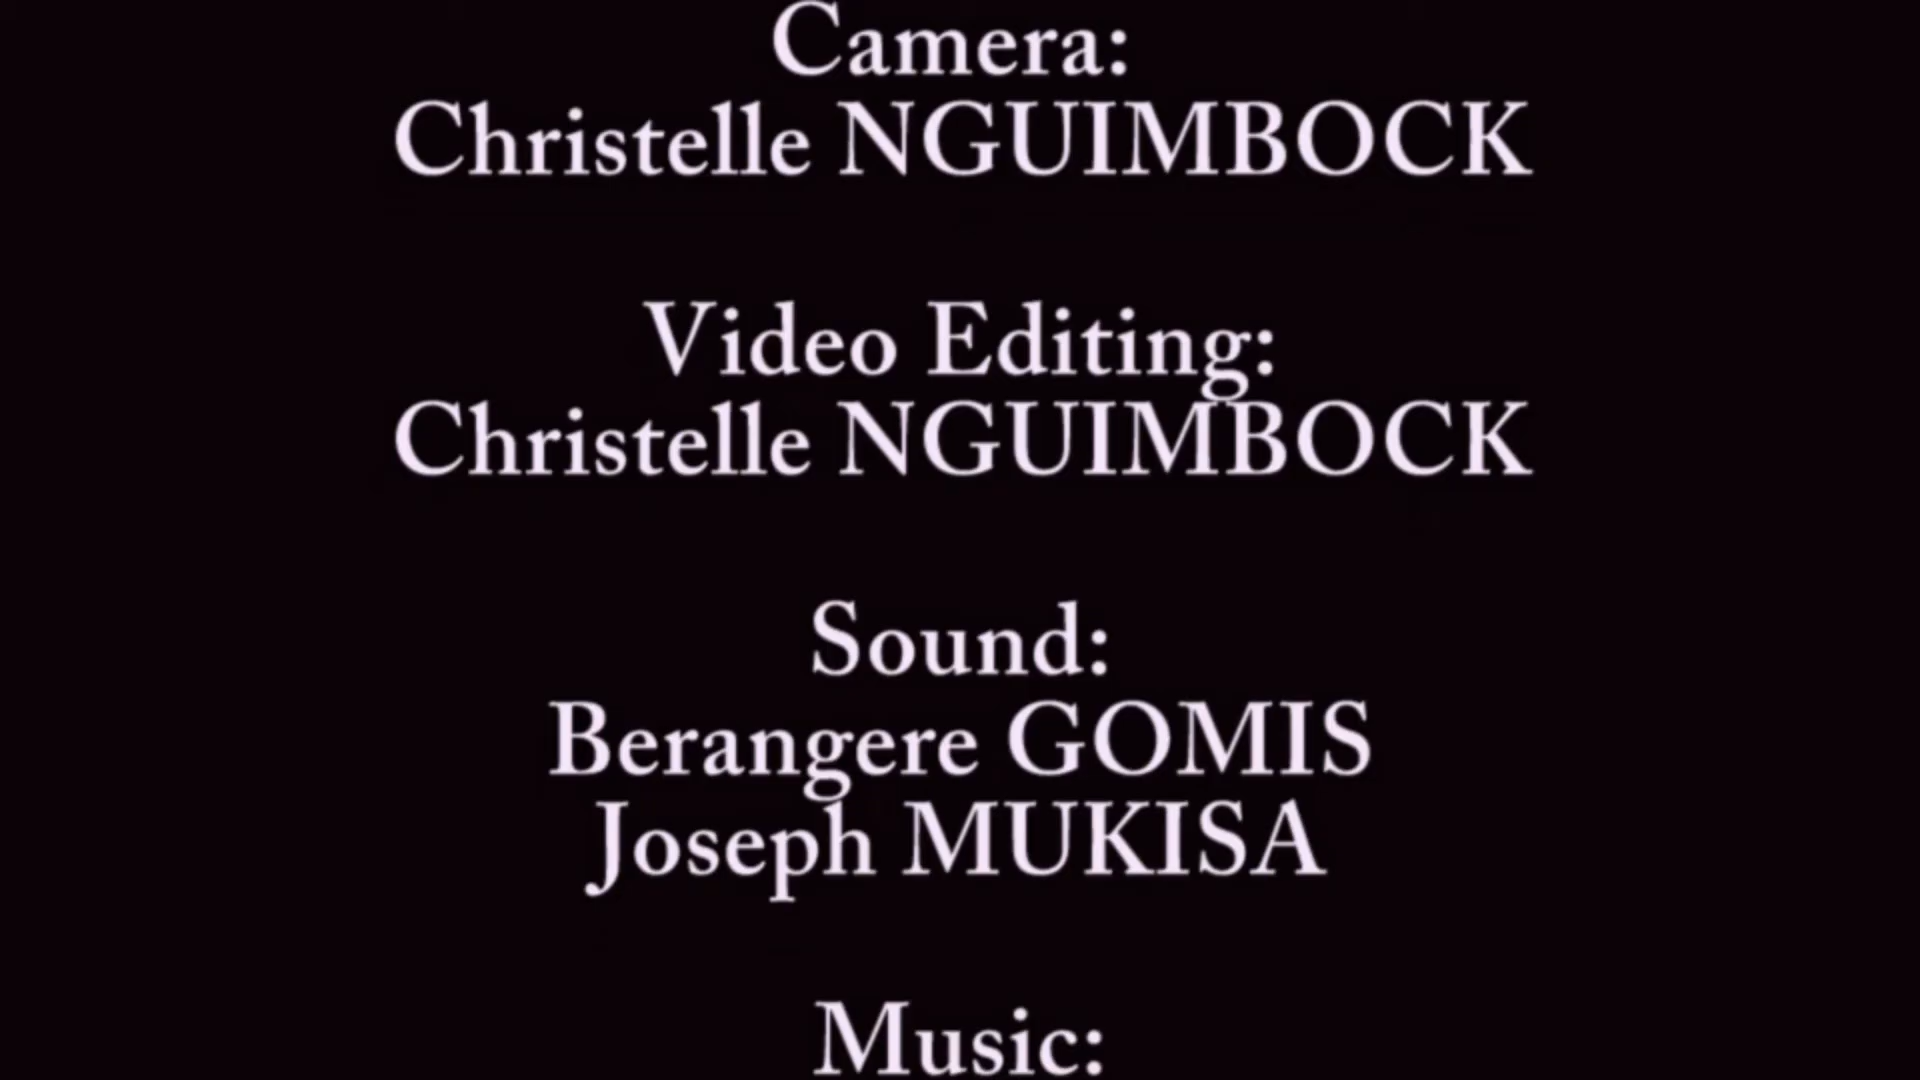 Camera:
Christelle NGUIMBOCK
Video Editing:
Christelle NGUIMBOCK
Sound:
Berangere GOMIS
Joseph MUKISA
Music: